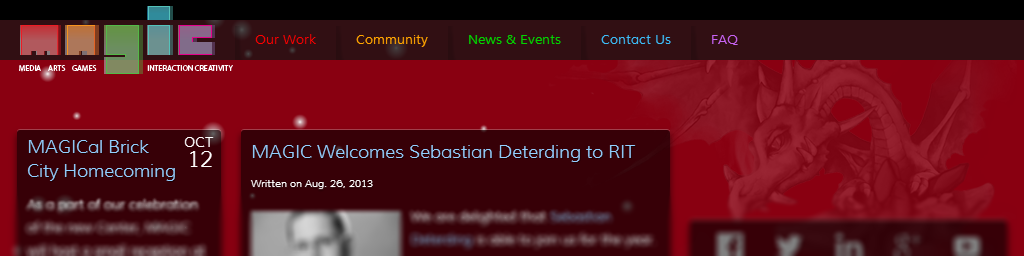 MAGIC
MEDIA ARTS GAMES INTERACTION CREATIVITY
Our Work
Community
News & Events
Contact Us
FAQ
MAGICal Brick
City Homecoming
OCT
12
As a part of our celebration
of the new Center, MAGIC
will host a small reception at
MAGIC Welcomes Sebastian Deterding to RIT
Written on Aug. 26, 2013
We are delighted that Sebastian
Deterding is able to join us for the year